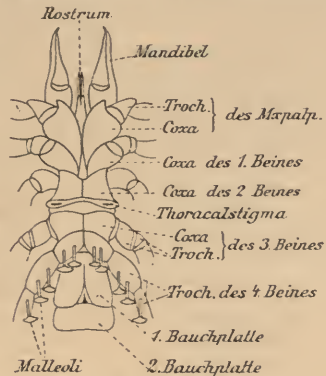 Rostrum
Mandibel
Troch. } des Mxpalp.
Coxa
Coxa des 1. Beines
Coxa des 2 Beines
Thoracalstigma
Coxa } des 3. Beines
Troch.
Troch. des 4. Beines
1. Bauchplatte
Malleoli 2. Bauchplatte